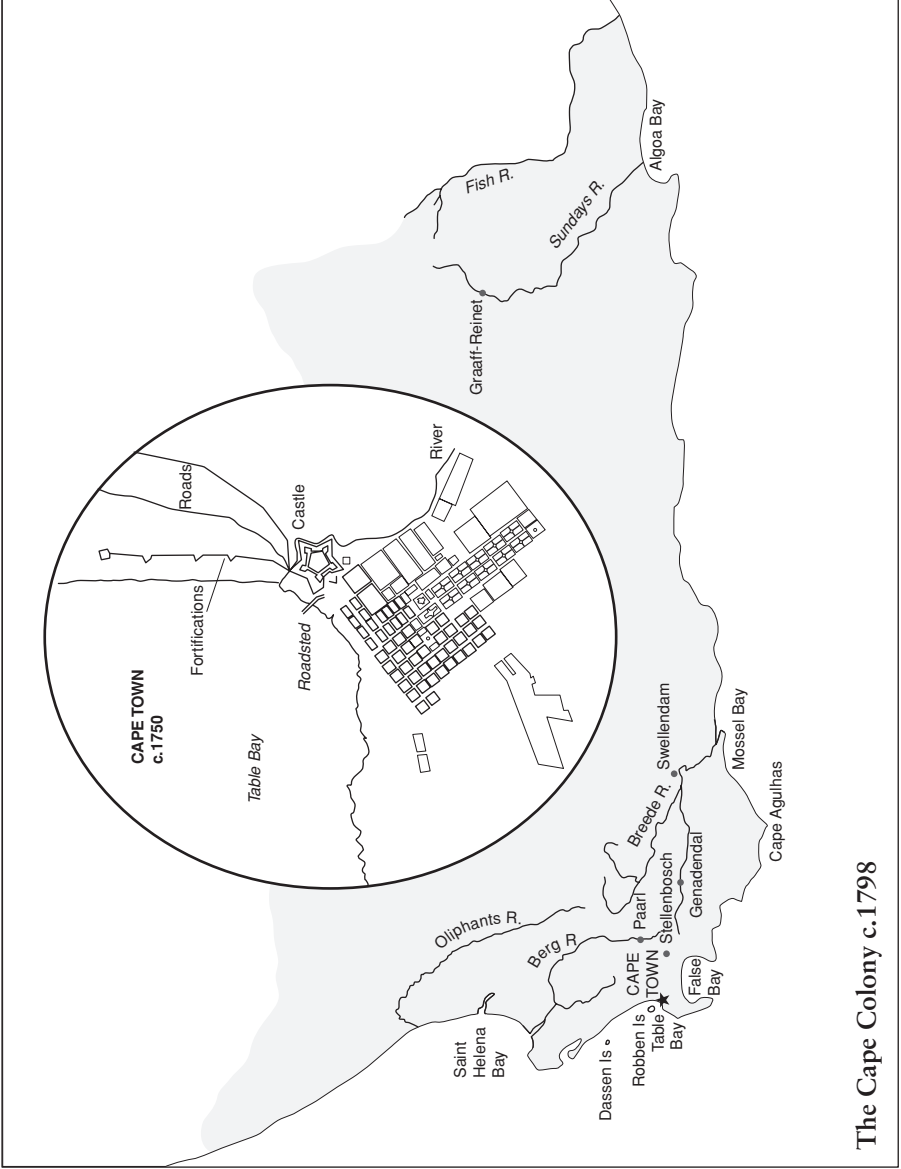 CAPE TOWN
c.1750
Table Bay
Roadsted
Fortifications
Roads
Castle
River
Saint
Helena
Bay
Oliphants R.
Berg R
Dassen Is
Robben Is
Table
Bay
CAPE
TOWN
False
Bay
Paarl
Stellenbosch
Genadendal
Breede R.
Swellendam
Cape Agulhas
Mossel Bay
Graaff-Reinet
Fish R.
Sundays R.
Algoa Bay
The Cape Colony c.1798